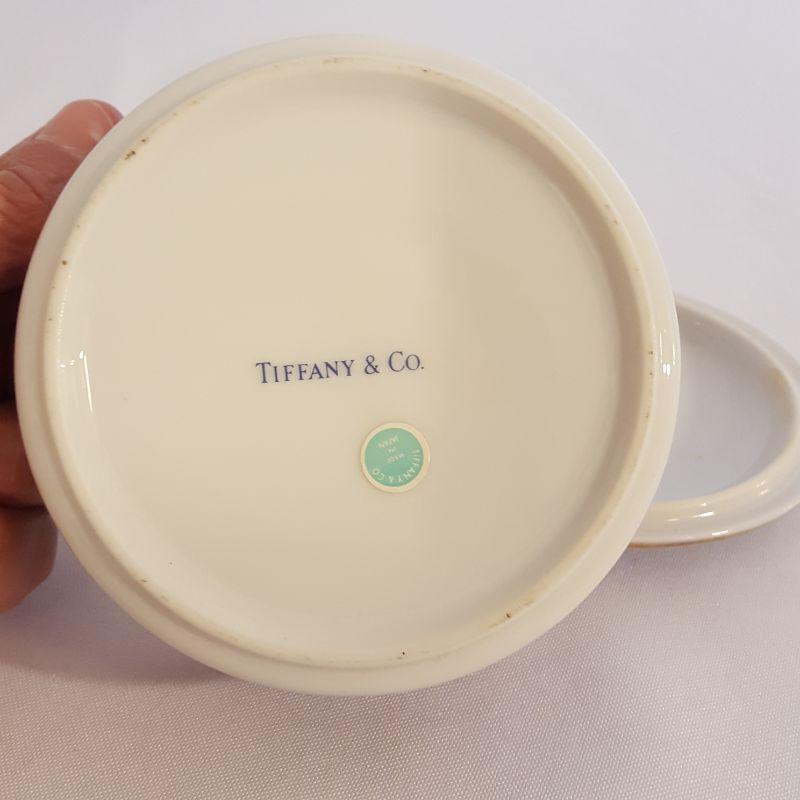 TIFFANY & CO.
TIFFANY & CO
MADE
IN
JAPAN